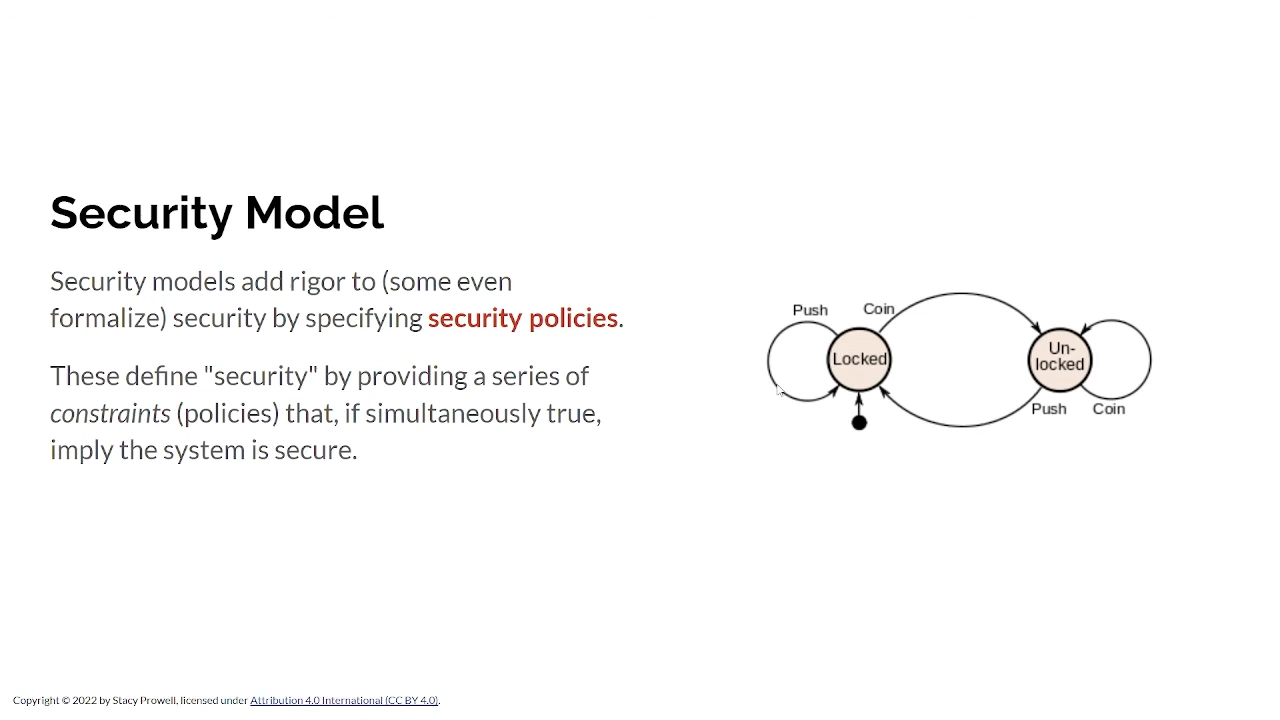 Security Model
Security models add rigor to (some even
formalize) security by specifying security policies.
These define "security" by providing a series of
constraints (policies) that, if simultaneously true,
imply the system is secure.
Push
Coin
Locked
Un-
locked
Push
Coin
Copyright © 2022 by Stacy Prowell, licensed under Attribution 4.0 International (CC BY 4.0).